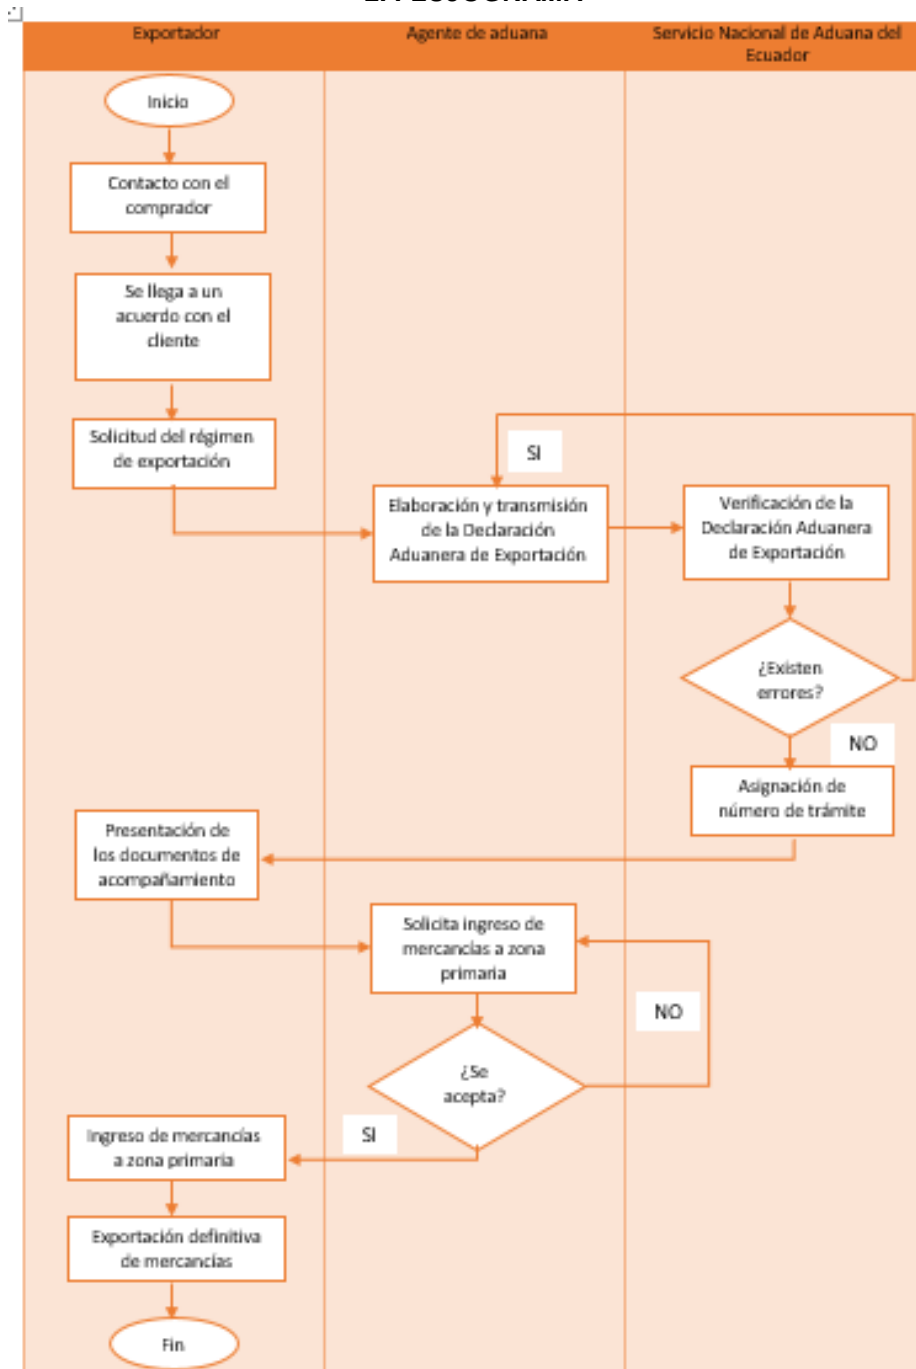 Exportador
Agente de aduana
Servicio Nacional de Aduana del
Ecuador
Inicio
Contacto con el
comprador
Se llega a un
acuerdo con el
cliente
Solicitud del régimen
de exportación
SI
Elaboración y transmisión
de la Declaración
Aduanera de Exportación
Verificación de la
Declaración Aduanera
de Exportación
¿Existen
errores?
NO
Asignación de
número de trámite
Presentación de
los documentos de
acompañamiento
Solicita ingreso de
mercancías a zona
primaria
NO
¿Se
acepta?
SI
Ingreso de mercancías
a zona primaria
Exportación definitiva
de mercancías
Fin